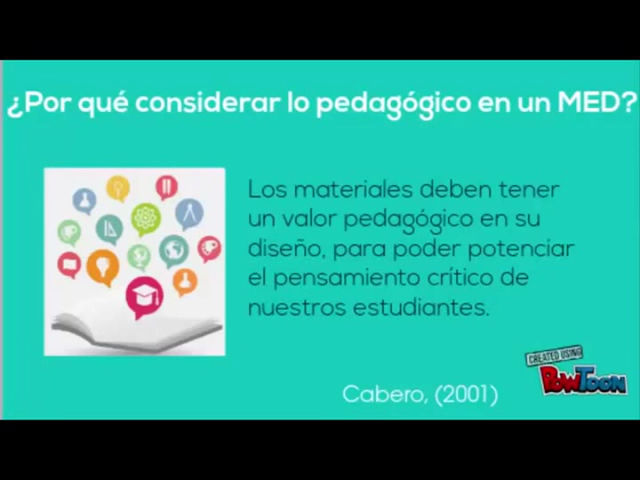 ¿Por qué considerar lo pedagógico en un MED?
Los materiales deben tener
un valor pedagógico en su
diseño, para poder potenciar
el pensamiento crítico de
nuestros estudiantes.
CREATED USING
POWTOON
Cabero, (2001)